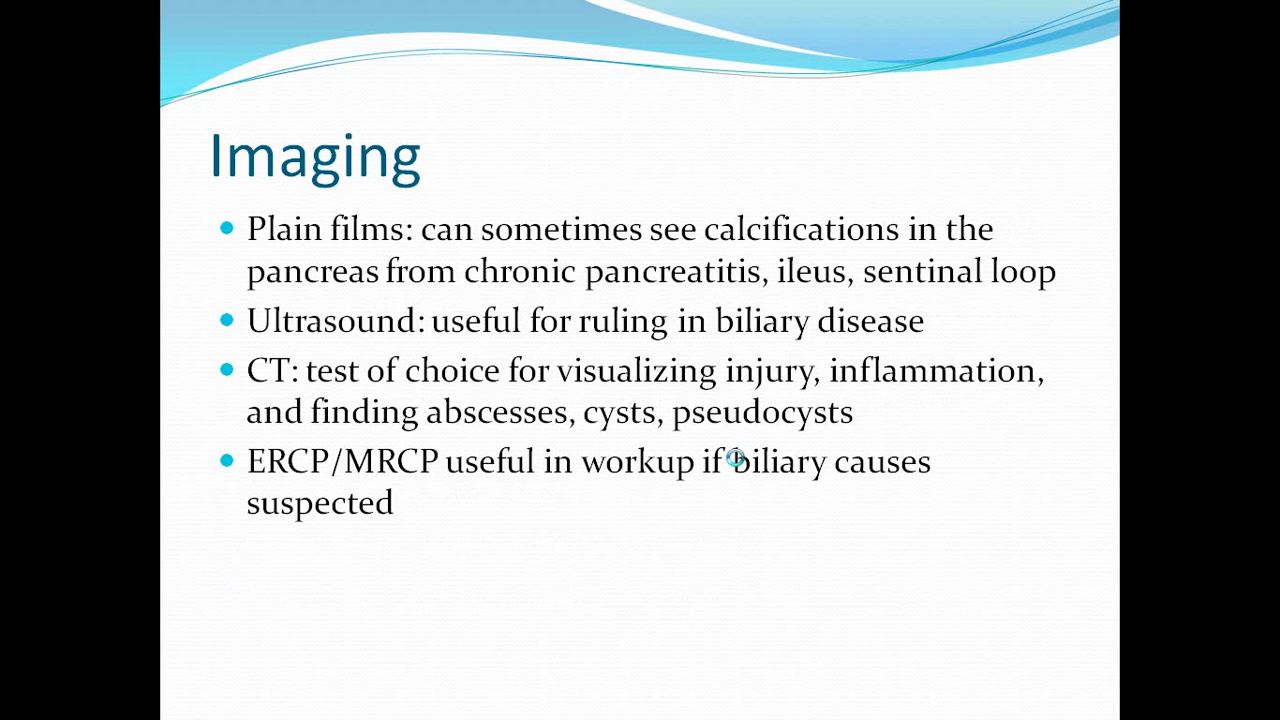 Imaging
Plain films: can sometimes see calcifications in the
pancreas from chronic pancreatitis, ileus, sentinal loop
Ultrasound: useful for ruling in biliary disease
CT: test of choice for visualizing injury, inflammation,
and finding abscesses, cysts, pseudocysts
ERCP/MRCP useful in workup if biliary causes
suspected